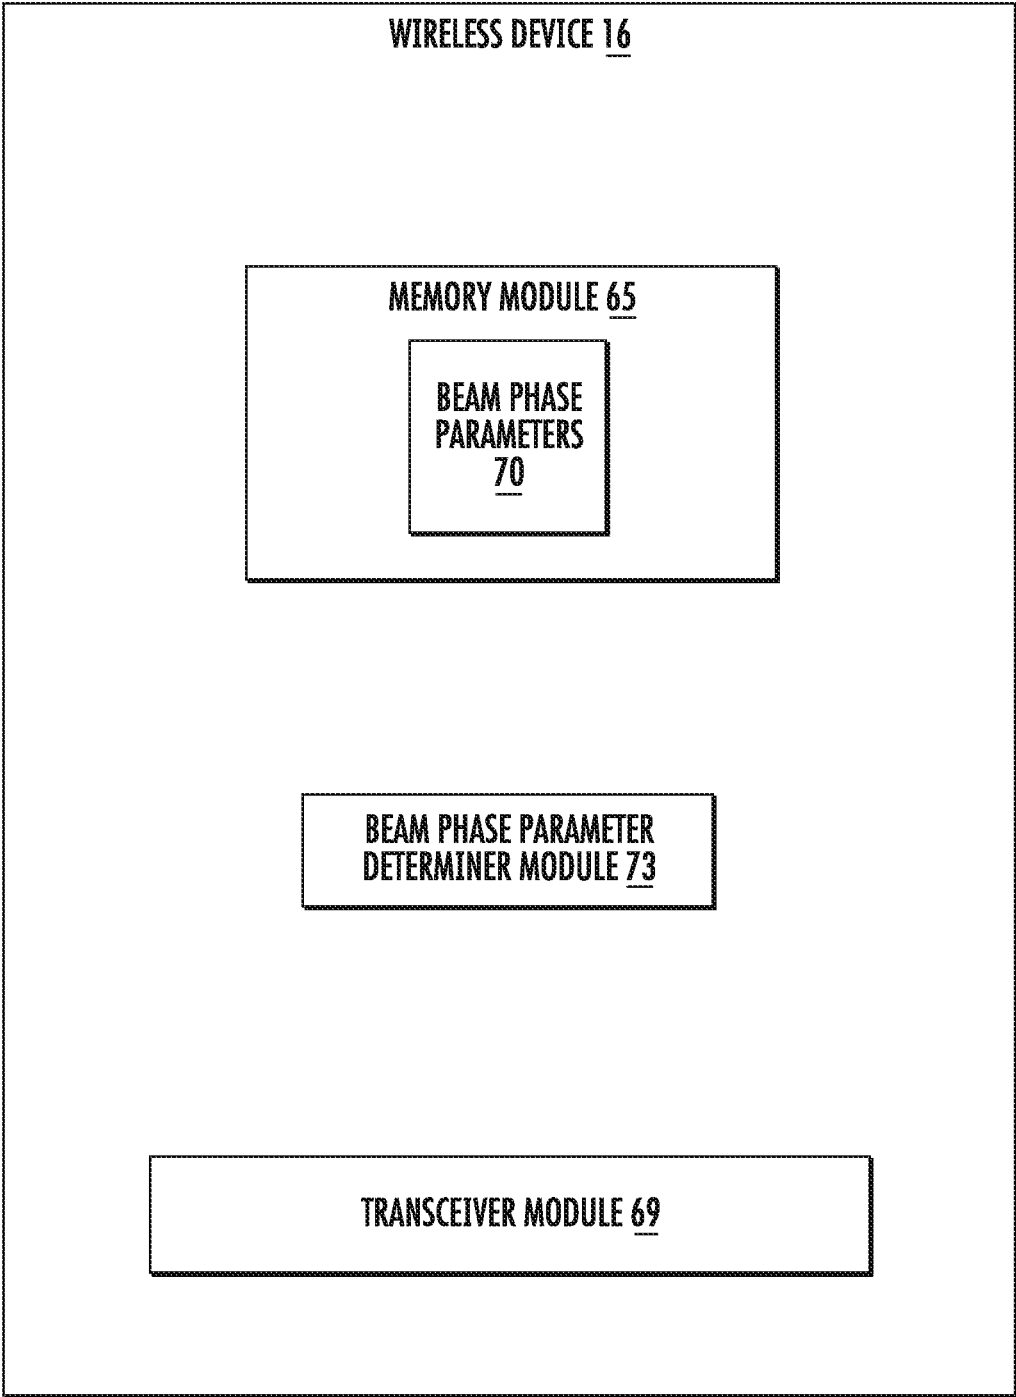 WIRELESS DEVICE 16
MEMORY MODULE 65
BEAM PHASE
PARAMETERS
70
BEAM PHASE PARAMETER
DETERMINER MODULE 73
TRANSCEIVER MODULE 69